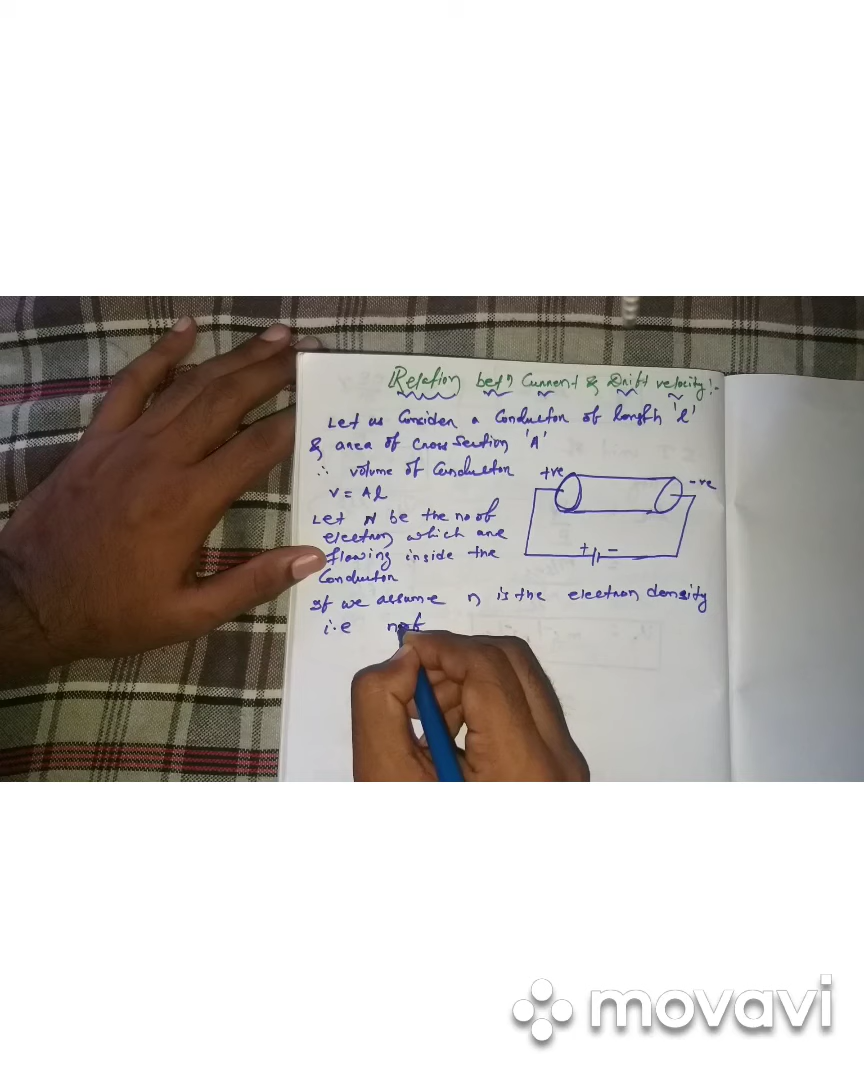 Relation betn Current & Drift velocity:-
Let us Consider a Conductor of length 'l'
& area of cross section 'A'
∴ volume of Conductor
V = Al
Let N be the no of
electron which are
flowing inside the
Conductor
+ve
-ve
+ -
If we assume n is the electron density
i.e no of
movavi